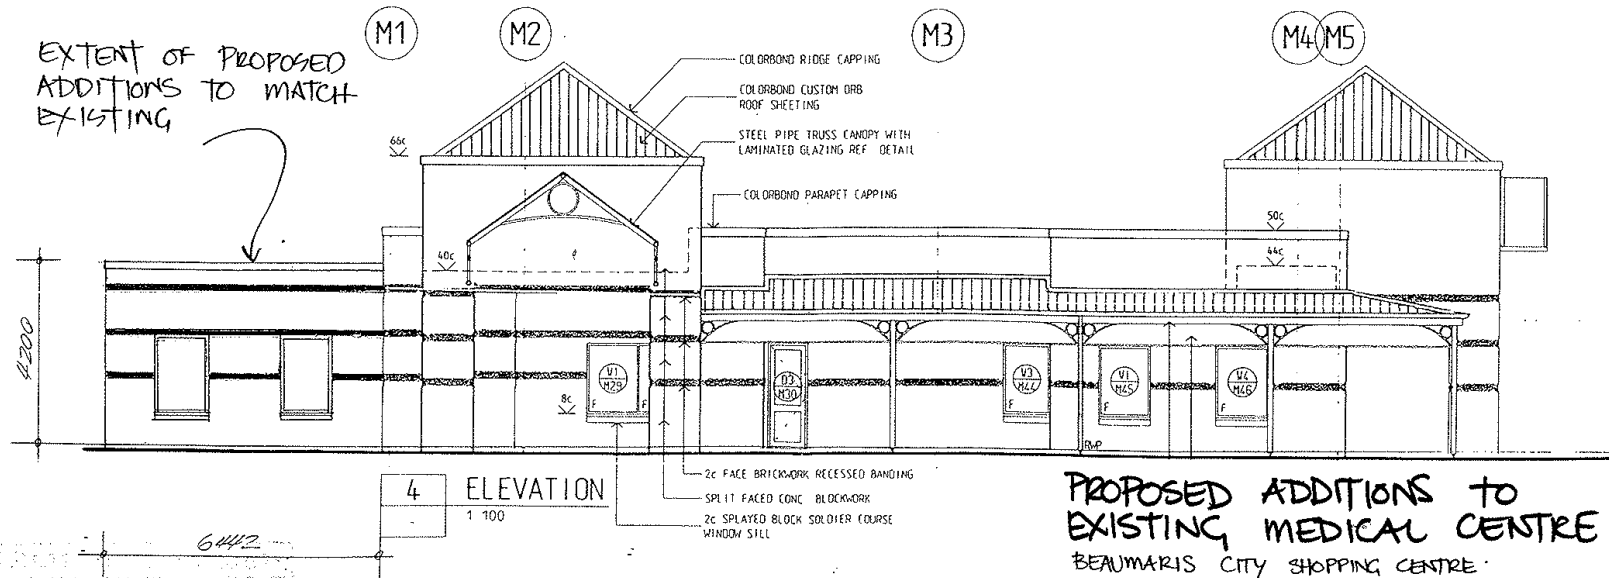 M1
M2
M3
M4
M5
EXTENT OF PROPOSED
ADDITIONS TO MATCH
EXISTING
COLORBOND RIDGE CAPPING
COLORBOND CUSTOM ORB
ROOF SHEETING
STEEL PIPE TRUSS CANOPY WITH
LAMINATED GLAZING REF DETAIL
66c
COLORBOND PARAPET CAPPING
50c
40c
44c
4200
V1
M29
F
F
8c
D3
M30
V3
M44
F
V1
M45
F
V4
M46
F
RWP
2c FACE BRICKWORK RECESSED BANDING
SPLIT FACED CONC BLOCKWORK
2c SPLAYED BLOCK SOLDIER COURSE
WINDOW SILL
4 ELEVATION
- 1 100
6442
PROPOSED ADDITIONS TO
EXISTING MEDICAL CENTRE
BEAUMARIS CITY SHOPPING CENTRE.